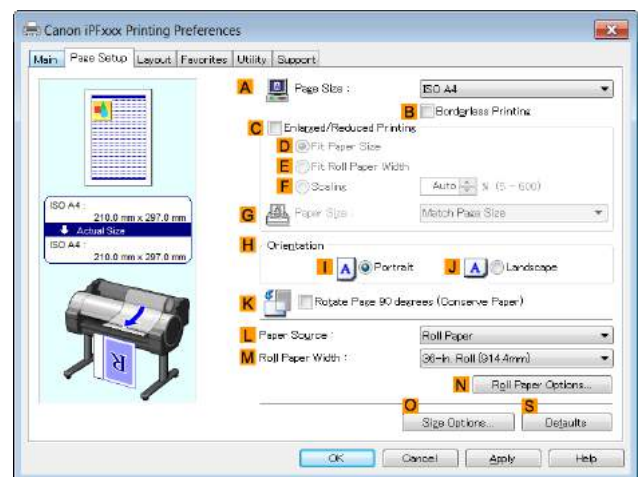 Canon iPFxxx Printing Preferences
Main Page Setup Layout Favorites Utility Support
A Page Size : ISO A4
B Borderless Printing
C Enlarged/Reduced Printing
D Fit Paper Size
E Fit Roll Paper Width
F Scaling Auto % (5 - 600)
G Paper Size : Match Page Size
ISO A4 :
210.0 mm x 297.0 mm
Actual Size
ISO A4 :
210.0 mm x 297.0 mm
H Orientation
I A Portrait J A Landscape
K Rotate Page 90 degrees (Conserve Paper)
L Paper Source : Roll Paper
M Roll Paper Width : 36-in. Roll (914.4mm)
R
N Roll Paper Options...
O S
Size Options... Defaults
OK Cancel Apply Help